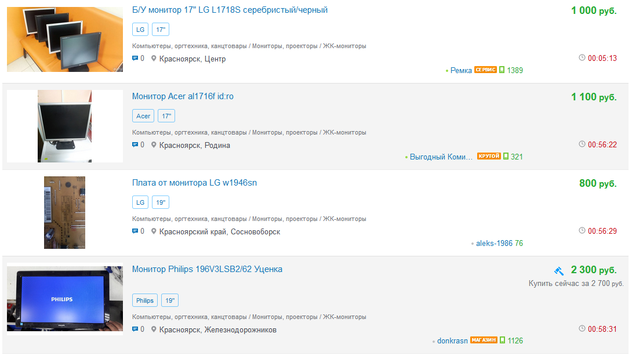 Б/У монитор 17" LG L1718S серебристый/черный
1 000 руб.
LG 17"
Компьютеры, оргтехника, канцтовары / Мониторы, проекторы / ЖК-мониторы
0 Красноярск, Центр
00:05:13
Ремка СЕРВИС 1389
Монитор Acer al1716f id:ro
1 100 руб.
Acer 17"
Компьютеры, оргтехника, канцтовары / Мониторы, проекторы / ЖК-мониторы
0 Красноярск, Родина
00:56:22
Выгодный Коми... КРУТОЙ 321
Плата от монитора LG w1946sn
800 руб.
LG 19"
Компьютеры, оргтехника, канцтовары / Мониторы, проекторы / ЖК-мониторы
0 Красноярский край, Сосновоборск
00:56:29
aleks-1986 76
Монитор Philips 196V3LSB2/62 Уценка
2 300 руб.
Купить сейчас за 2 700 руб.
PHILIPS
Philips 19"
Компьютеры, оргтехника, канцтовары / Мониторы, проекторы / ЖК-мониторы
0 Красноярск, Железнодорожников
00:58:31
donkrasn МАГАЗИН 1126